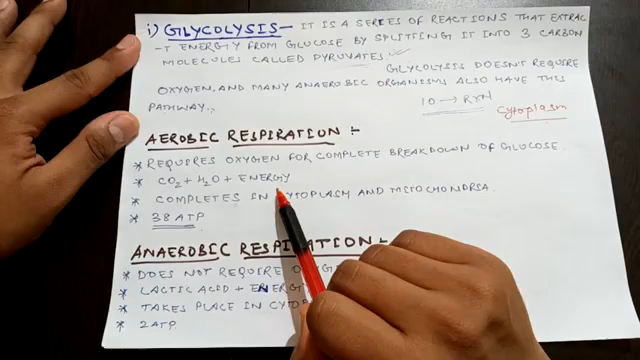 i) GLYCOLYSIS - IT IS A SERIES OF REACTIONS THAT EXTRAC
-T ENERGY FROM GLUCOSE BY SPLITING IT INTO 3 CARBON
MOLECULES CALLED PYRUVATES.
GLYCOLYSIS DOESN'T REQUIRE
OXYGEN, AND MANY ANAEROBIC ORGANISMS ALSO HAVE THIS
PATHWAY.
10 → RXN
Cytoplasm
AEROBIC RESPIRATION :-
* REQUIRES OXYGEN FOR COMPLETE BREAKDOWN OF GLUCOSE.
* CO2 + H2O + ENERGY
* COMPLETES IN CYTOPLASM AND MITOCHONDRIA.
* 38 ATP
ANAEROBIC RESPIRATION :-
* DOES NOT REQUIRE
* LACTIC ACID + ENERGY
* TAKES PLACE IN
* 2 ATP